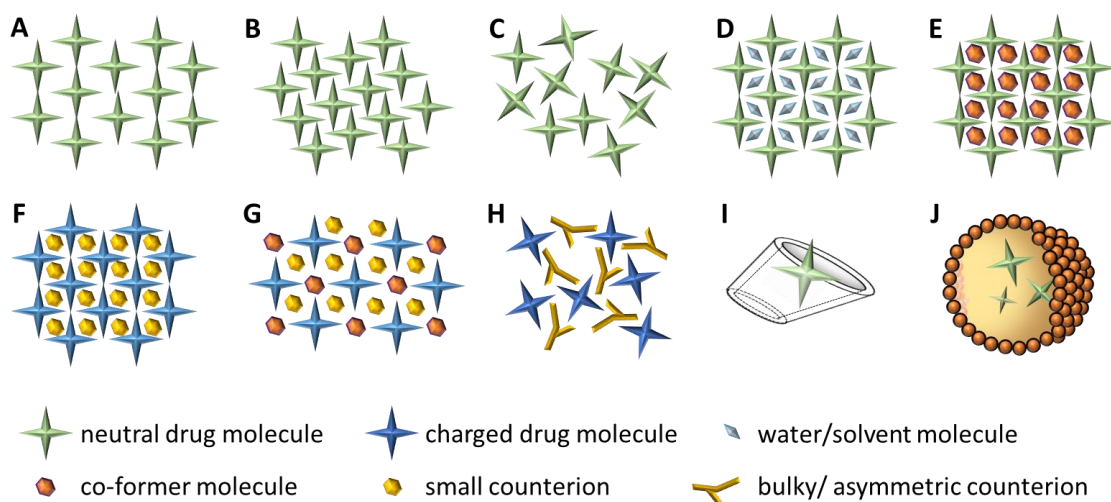 A B C D E
F G H I J
neutral drug molecule charged drug molecule water/solvent molecule
co-former molecule small counterion bulky/ asymmetric counterion